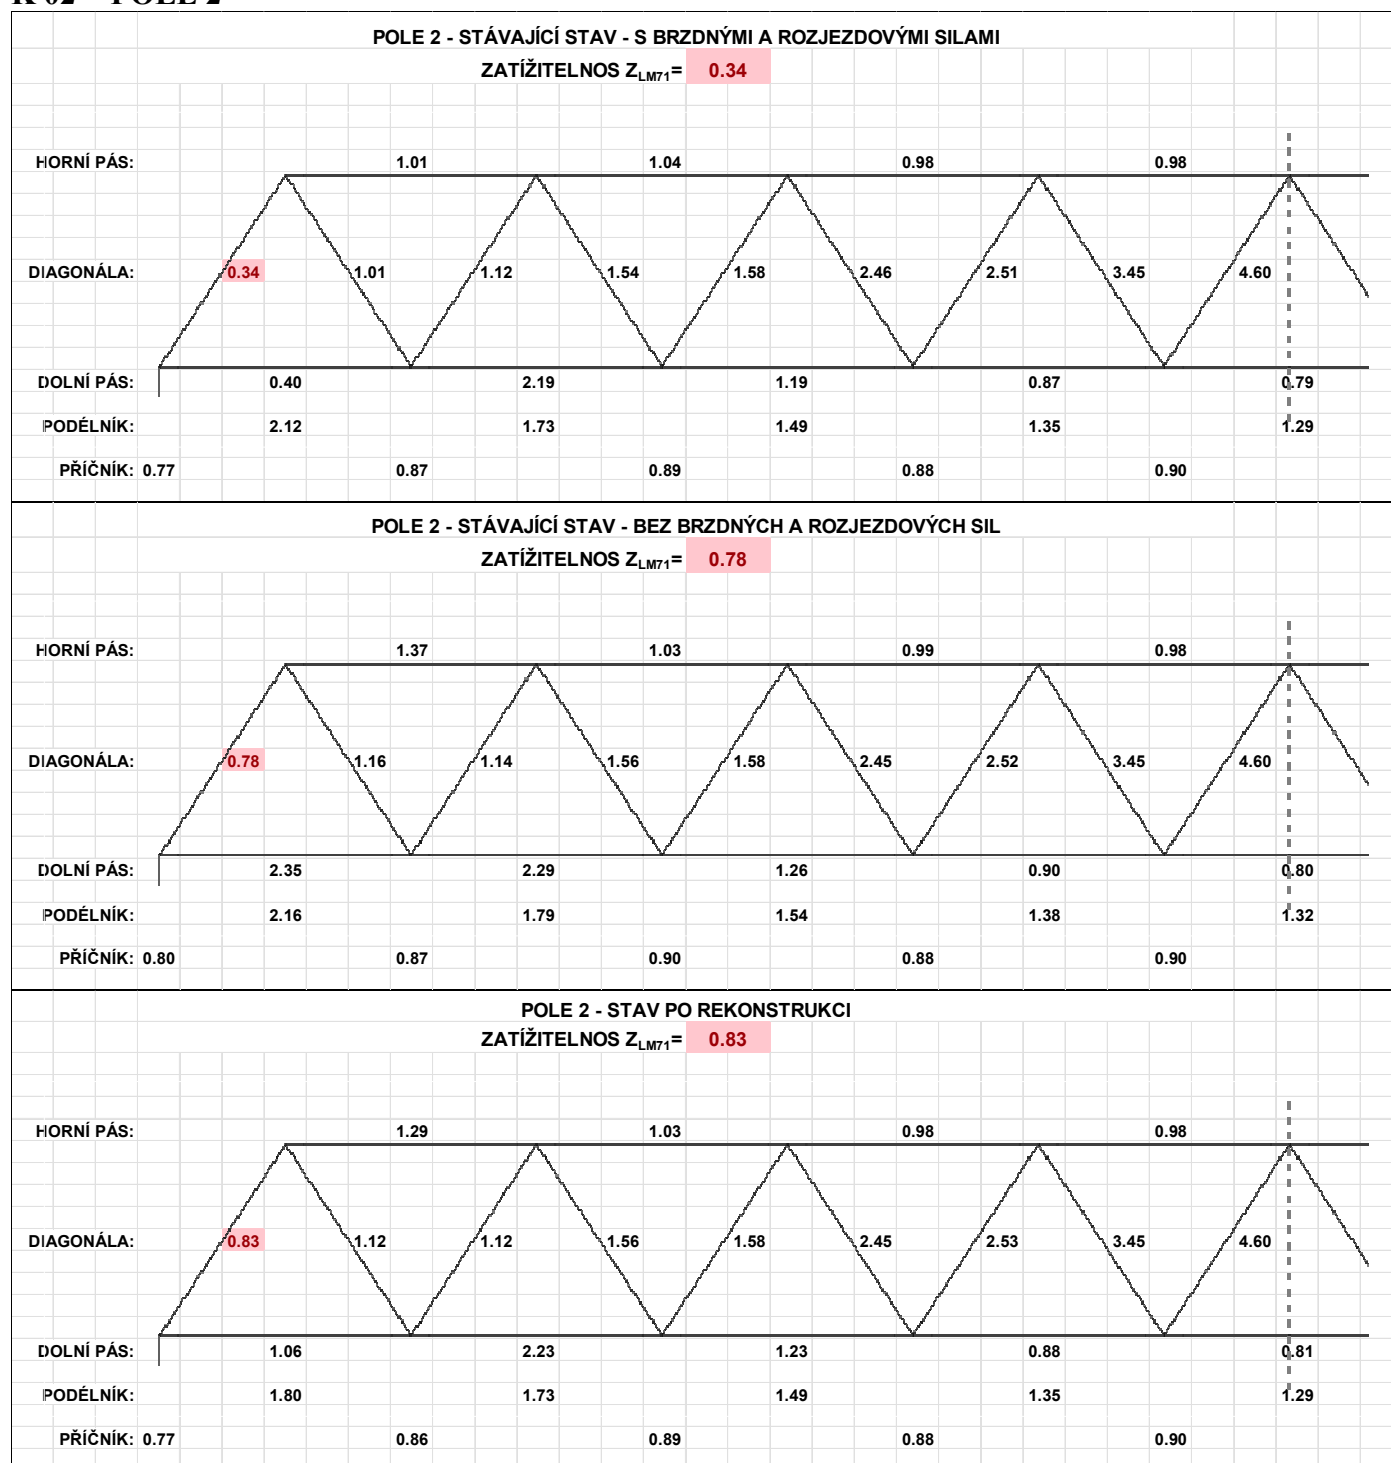 POLE 2 - STÁVAJÍCÍ STAV - S BRZDNÝMI A ROZJEZDOVÝMI SILAMI
ZATÍŽITELNOS ZLM71= 0.34
HORNÍ PÁS: 1.01 1.04 0.98 0.98
DIAGONÁLA: 0.34 1.01 1.12 1.54 1.58 2.46 2.51 3.45 4.60
DOLNÍ PÁS: 0.40 2.19 1.19 0.87 0.79
PODÉLNÍK: 2.12 1.73 1.49 1.35 1.29
PŘÍČNÍK: 0.77 0.87 0.89 0.88 0.90
POLE 2 - STÁVAJÍCÍ STAV - BEZ BRZDNÝCH A ROZJEZDOVÝCH SIL
ZATÍŽITELNOS ZLM71= 0.78
HORNÍ PÁS: 1.37 1.03 0.99 0.98
DIAGONÁLA: 0.78 1.16 1.14 1.56 1.58 2.45 2.52 3.45 4.60
DOLNÍ PÁS: 2.35 2.29 1.26 0.90 0.80
PODÉLNÍK: 2.16 1.79 1.54 1.38 1.32
PŘÍČNÍK: 0.80 0.87 0.90 0.88 0.90
POLE 2 - STAV PO REKONSTRUKCI
ZATÍŽITELNOS ZLM71= 0.83
HORNÍ PÁS: 1.29 1.03 0.98 0.98
DIAGONÁLA: 0.83 1.12 1.12 1.56 1.58 2.45 2.53 3.45 4.60
DOLNÍ PÁS: 1.06 2.23 1.23 0.88 0.81
PODÉLNÍK: 1.80 1.73 1.49 1.35 1.29
PŘÍČNÍK: 0.77 0.86 0.89 0.88 0.90